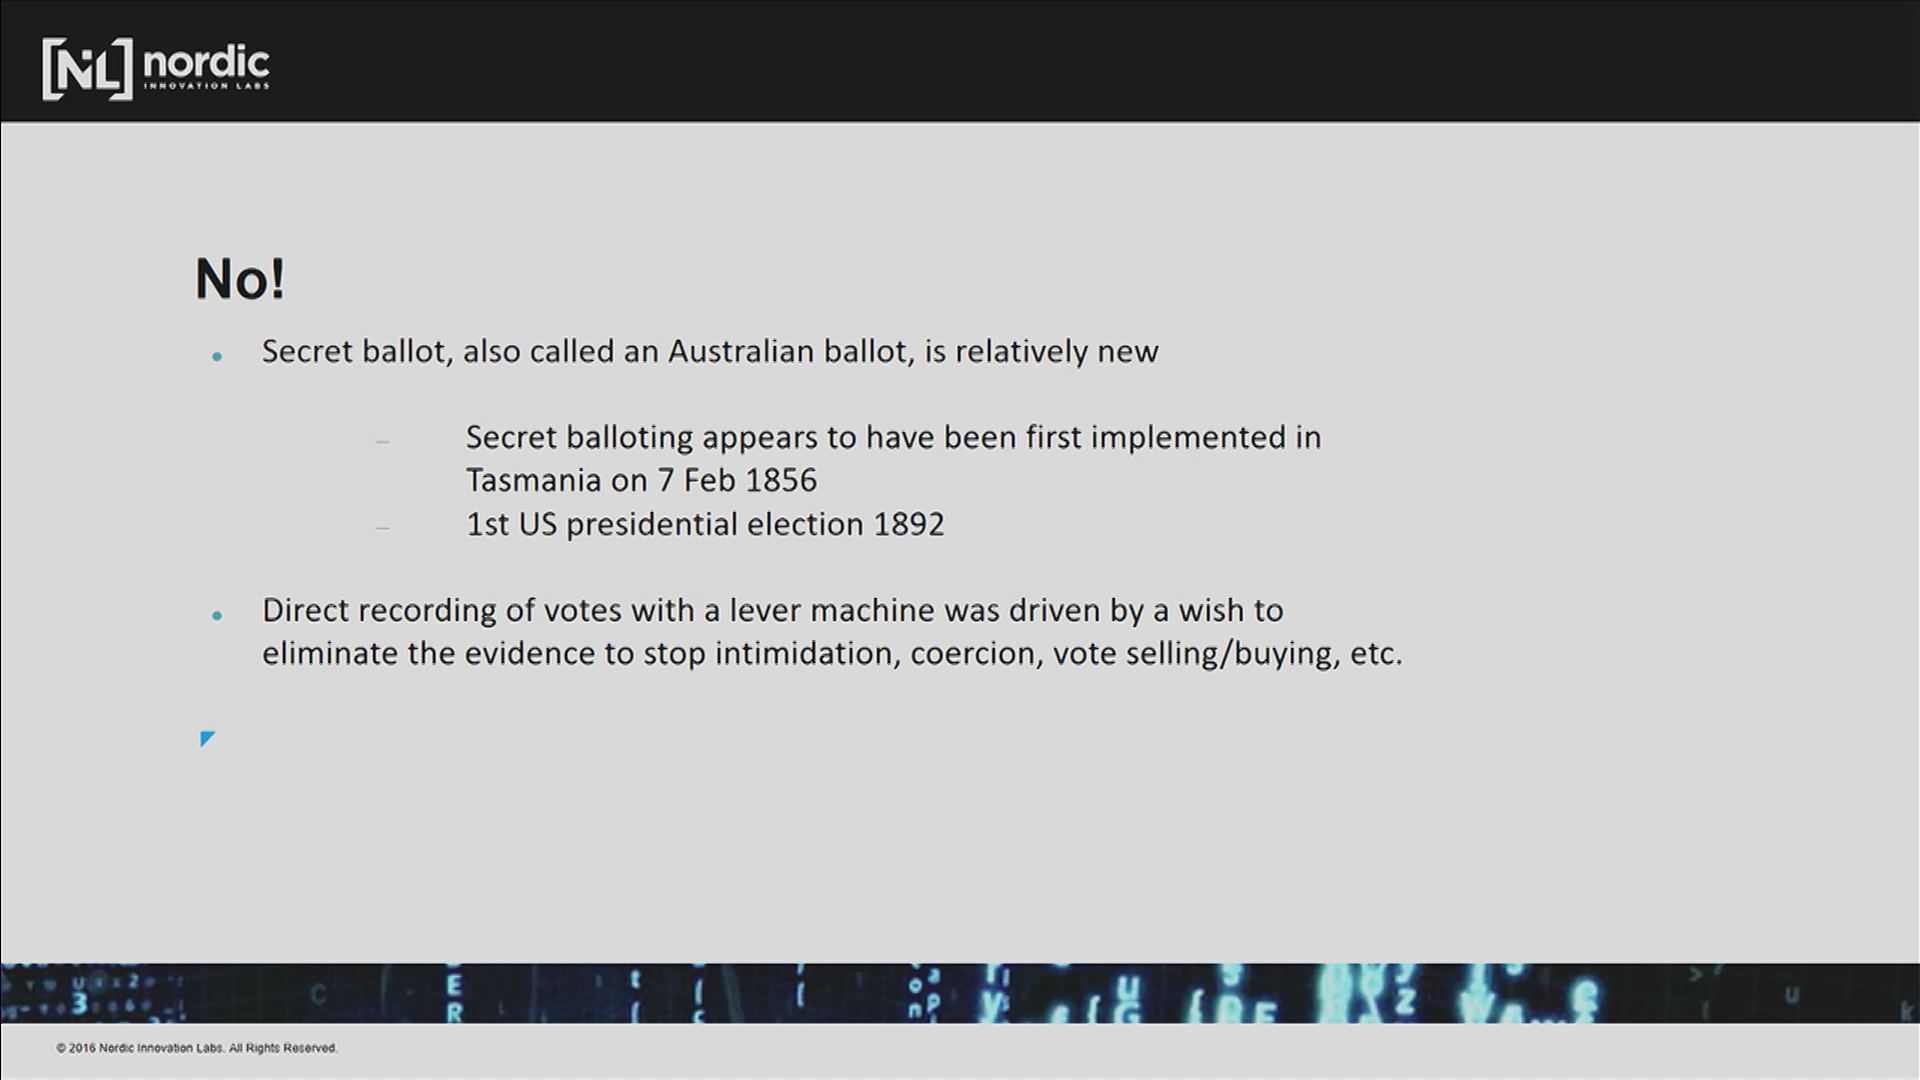 [NiL] nordic
INNOVATION LABS
No!
• Secret ballot, also called an Australian ballot, is relatively new
– Secret balloting appears to have been first implemented in
Tasmania on 7 Feb 1856
– 1st US presidential election 1892
• Direct recording of votes with a lever machine was driven by a wish to
eliminate the evidence to stop intimidation, coercion, vote selling/buying, etc.
© 2016 Nordic Innovation Labs. All Rights Reserved.